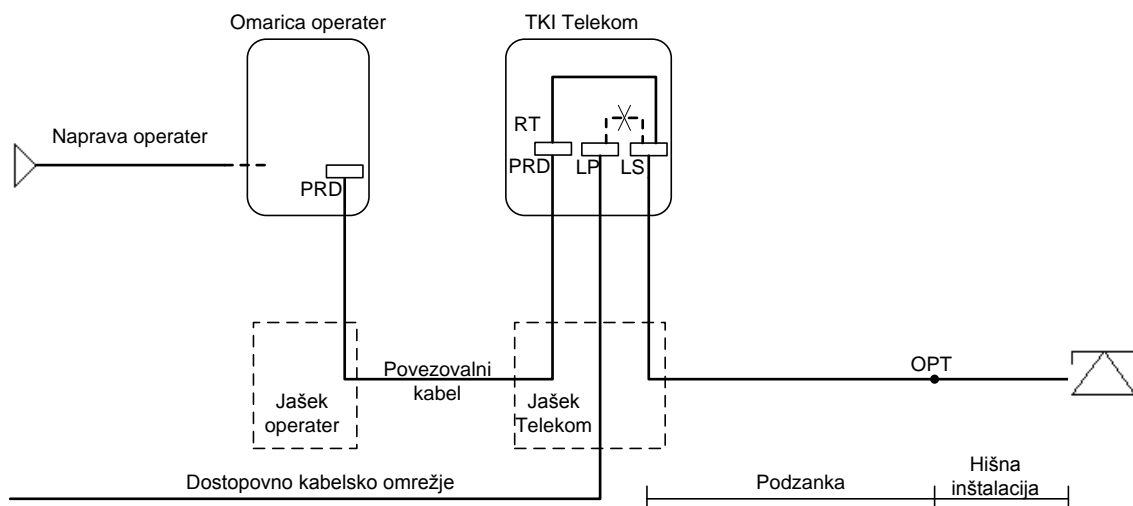 Omarica operater
TKI Telekom
Naprava operater
RT
PRD
PRD
LP
LS
Povezovalni
kabel
OPT
Jašek
operater
Jašek
Telekom
Dostopovno kabelsko omrežje
Podzanka
Hišna
inštalacija